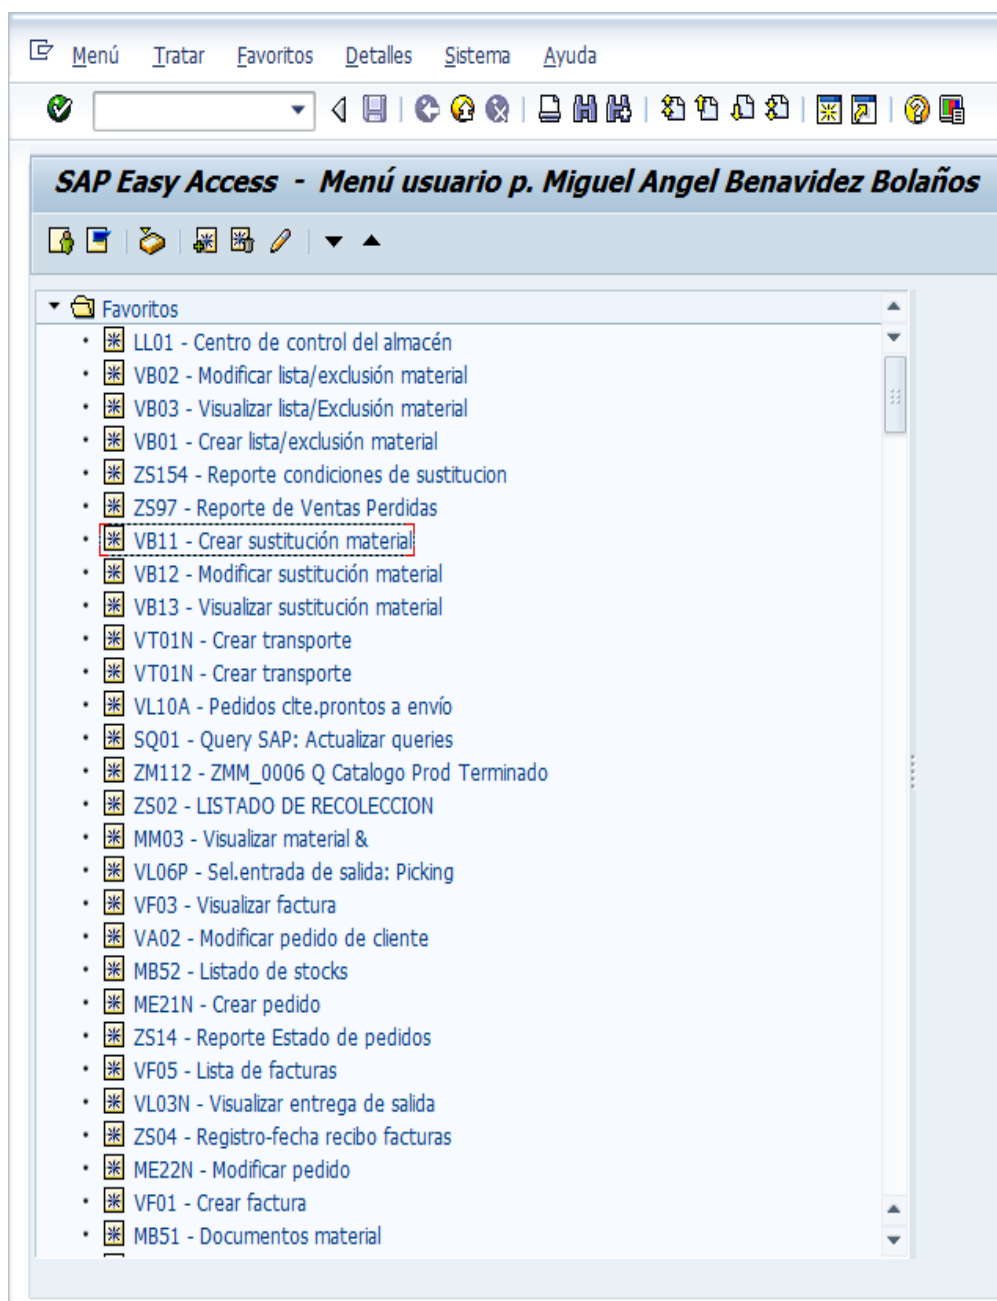 Menú Tratar Favoritos Detalles Sistema Ayuda
SAP Easy Access - Menú usuario p. Miguel Angel Benavidez Bolaños
Favoritos
LL01 - Centro de control del almacén
VB02 - Modificar lista/exclusión material
VB03 - Visualizar lista/Exclusión material
VB01 - Crear lista/exclusión material
ZS154 - Reporte condiciones de sustitucion
ZS97 - Reporte de Ventas Perdidas
VB11 - Crear sustitución material
VB12 - Modificar sustitución material
VB13 - Visualizar sustitución material
VT01N - Crear transporte
VT01N - Crear transporte
VL10A - Pedidos clte.prontos a envío
SQ01 - Query SAP: Actualizar queries
ZM112 - ZMM_0006 Q Catalogo Prod Terminado
ZS02 - LISTADO DE RECOLECCION
MM03 - Visualizar material &
VL06P - Sel.entrada de salida: Picking
VF03 - Visualizar factura
VA02 - Modificar pedido de cliente
MB52 - Listado de stocks
ME21N - Crear pedido
ZS14 - Reporte Estado de pedidos
VF05 - Lista de facturas
VL03N - Visualizar entrega de salida
ZS04 - Registro-fecha recibo facturas
ME22N - Modificar pedido
VF01 - Crear factura
MB51 - Documentos material